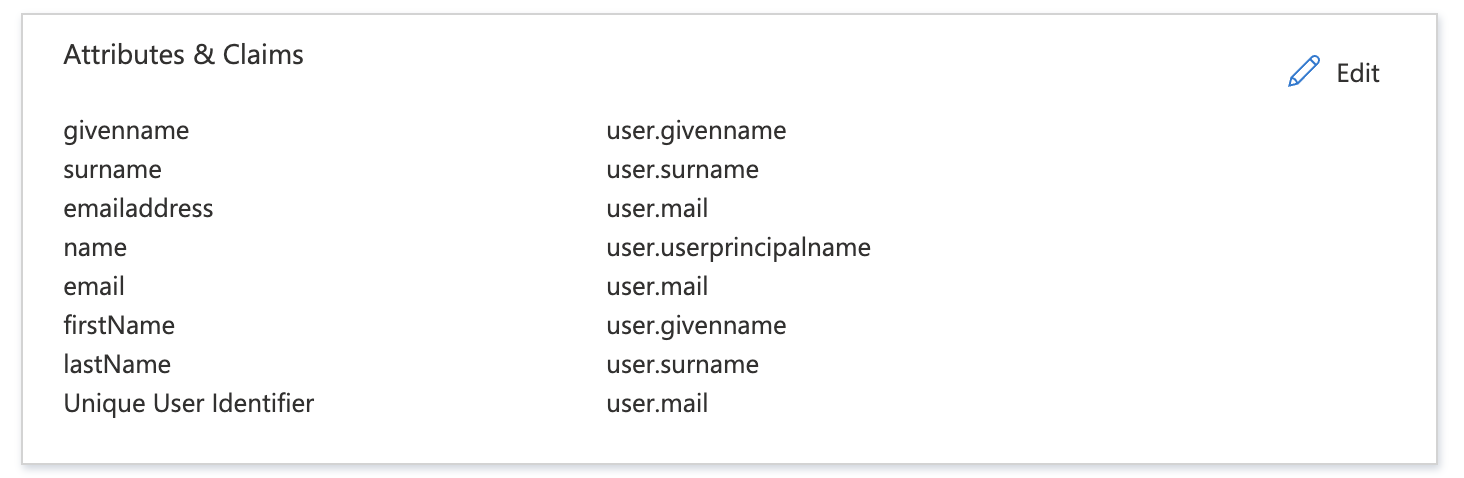 Attributes & Claims
Edit
givenname user.givenname
surname user.surname
emailaddress user.mail
name user.userprincipalname
email user.mail
firstName user.givenname
lastName user.surname
Unique User Identifier user.mail